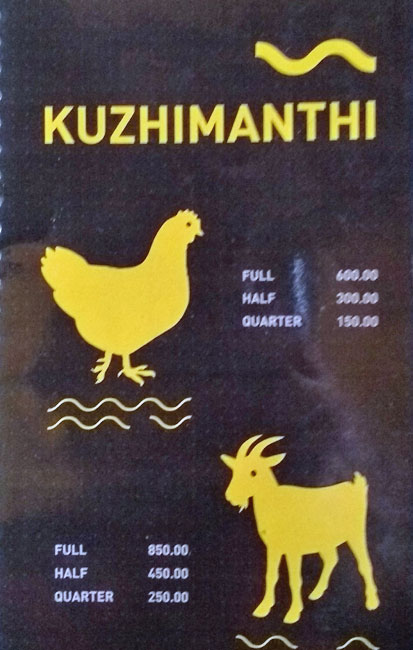 KUZHIMANTHI
FULL 600.00
HALF 300.00
QUARTER 150.00
FULL 850.00
HALF 450.00
QUARTER 250.00